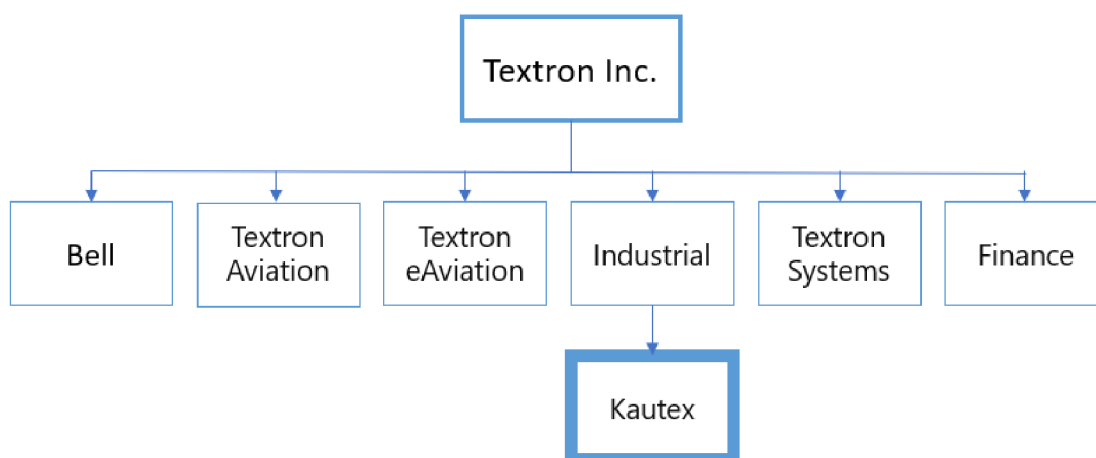 Textron Inc.
Bell
Textron
Aviation
Textron
eAviation
Industrial
Textron
Systems
Finance
Kautex